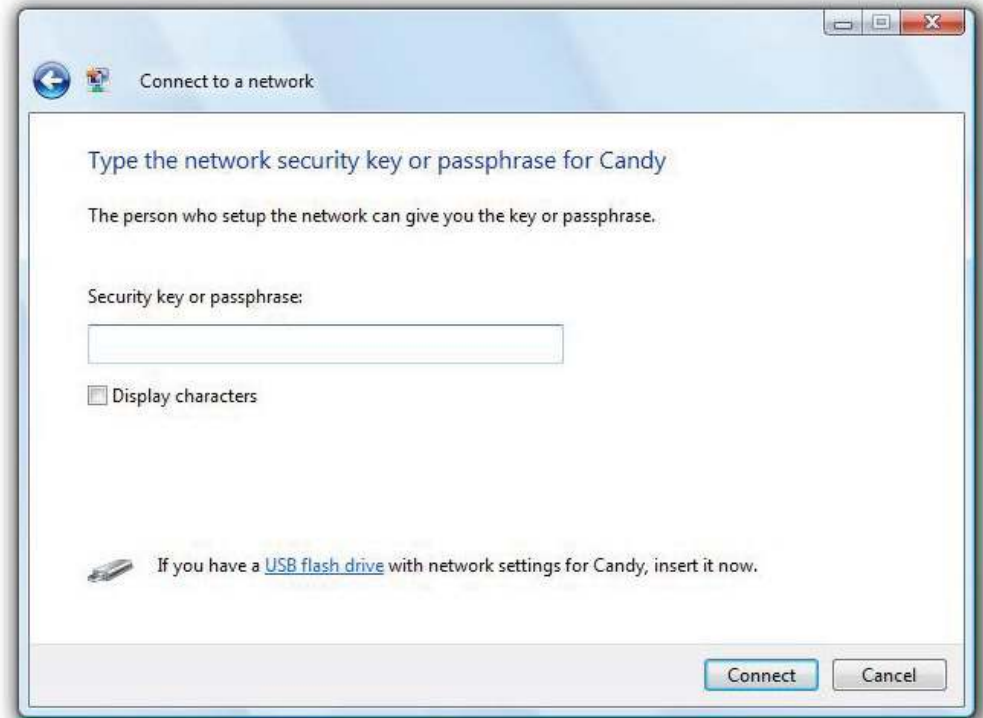 Connect to a network
Type the network security key or passphrase for Candy
The person who setup the network can give you the key or passphrase.
Security key or passphrase:
Display characters
If you have a USB flash drive with network settings for Candy, insert it now.
Connect Cancel